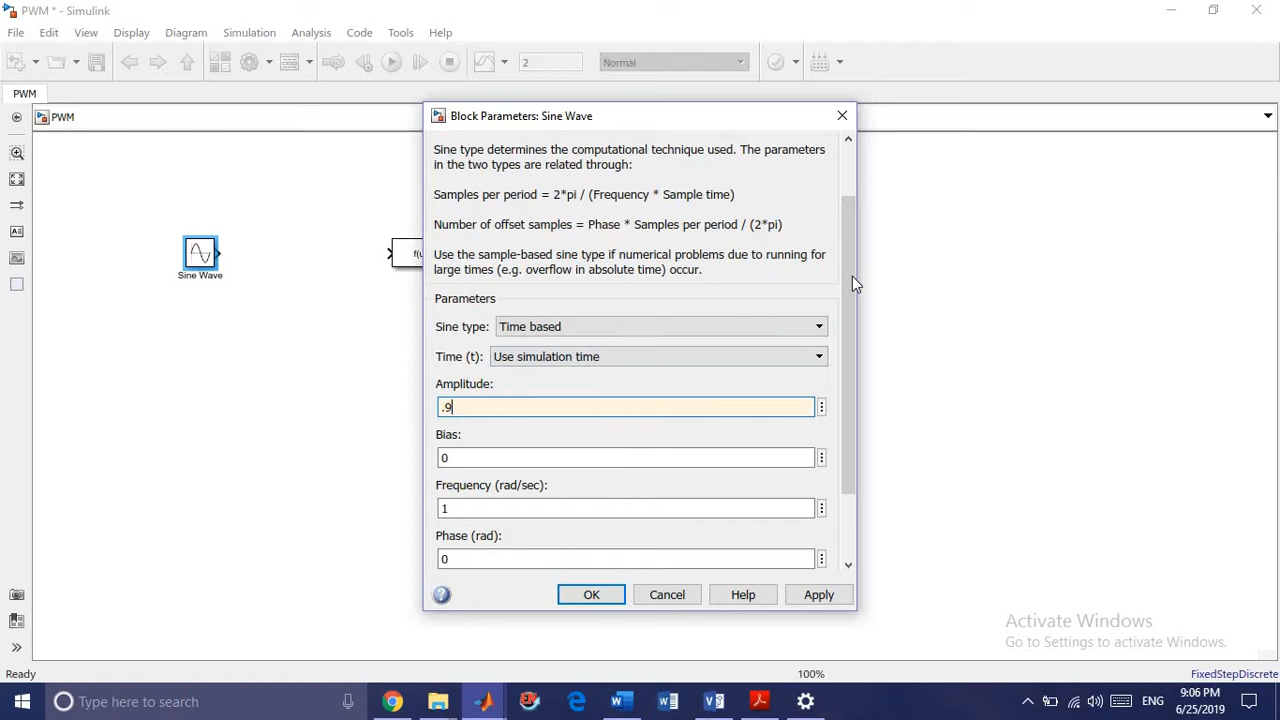 PWM * - Simulink
File Edit View Display Diagram Simulation Analysis Code Tools Help
2 Normal
PWM
PWM
Block Parameters: Sine Wave
Sine type determines the computational technique used. The parameters
in the two types are related through:
Samples per period = 2*pi / (Frequency * Sample time)
Number of offset samples = Phase * Samples per period / (2*pi)
Use the sample-based sine type if numerical problems due to running for
large times (e.g. overflow in absolute time) occur.
Parameters
Sine type: Time based
Time (t): Use simulation time
Amplitude:
.9
Bias:
0
Frequency (rad/sec):
1
Phase (rad):
0
OK Cancel Help Apply
Sine Wave
f(u
Activate Windows
Go to Settings to activate Windows.
Ready 100% FixedStepDiscrete
Type here to search
ENG
9:06 PM
6/25/2019